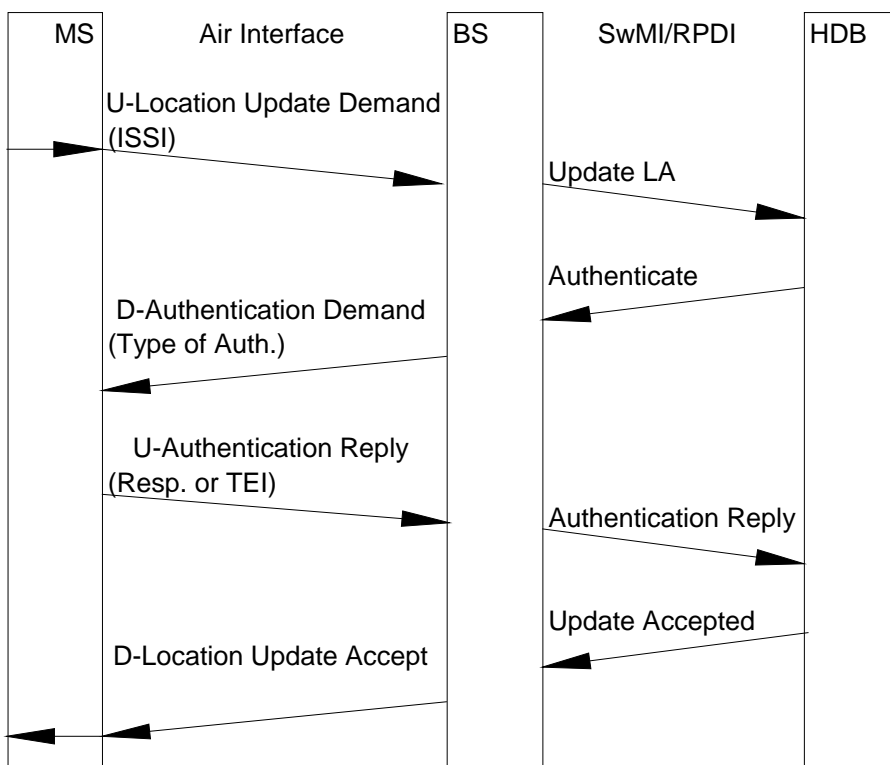 MS Air Interface BS SwMI/RPDI HDB
U-Location Update Demand
(ISSI)
Update LA
Authenticate
D-Authentication Demand
(Type of Auth.)
U-Authentication Reply
(Resp. or TEI)
Authentication Reply
Update Accepted
D-Location Update Accept